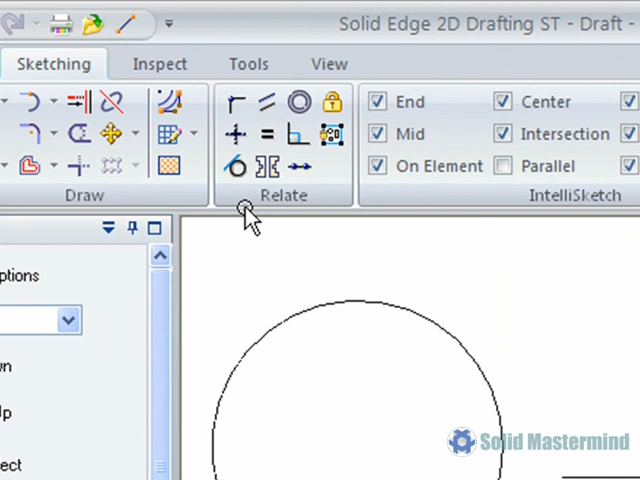 Solid Edge 2D Drafting ST - Draft -
Sketching Inspect Tools View
End Center
Mid Intersection
On Element Parallel
Draw Relate IntelliSketch
ptions
wn
lp
ect
Solid Mastermind